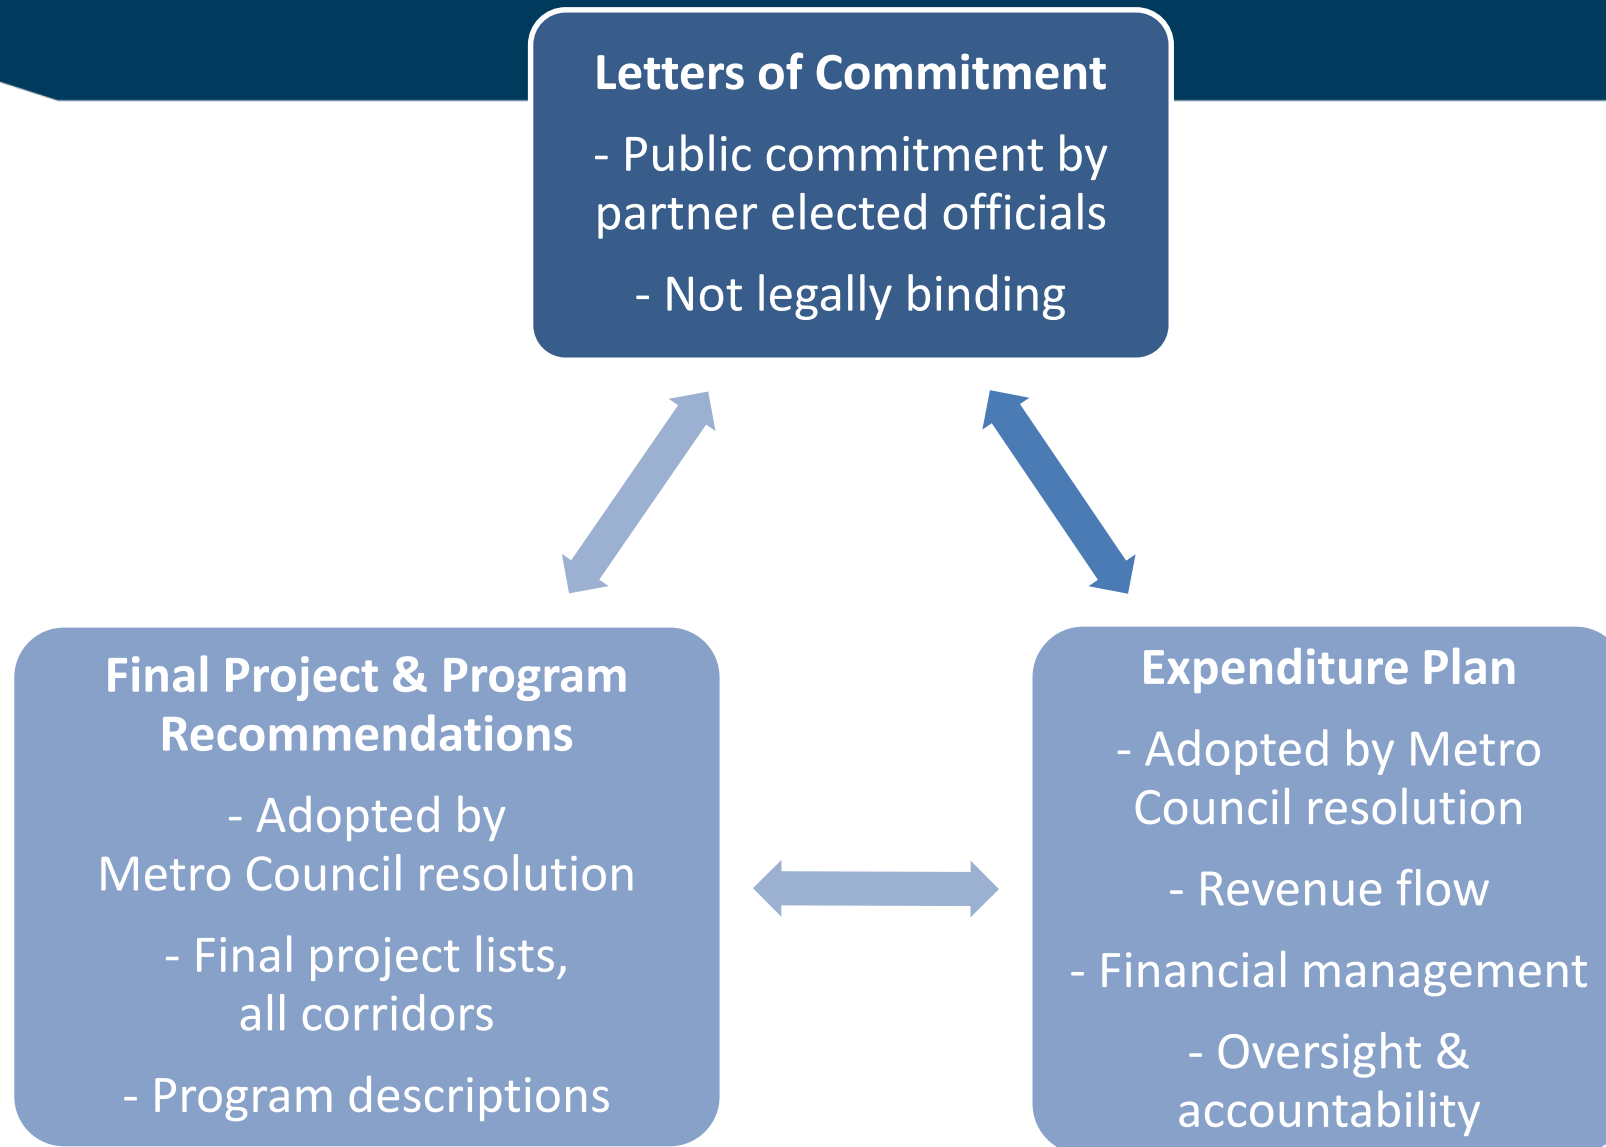 Letters of Commitment
- Public commitment by
partner elected officials
- Not legally binding
Final Project & Program
Recommendations
- Adopted by
Metro Council resolution
- Final project lists,
all corridors
- Program descriptions
Expenditure Plan
- Adopted by Metro
Council resolution
- Revenue flow
- Financial management
- Oversight &
accountability